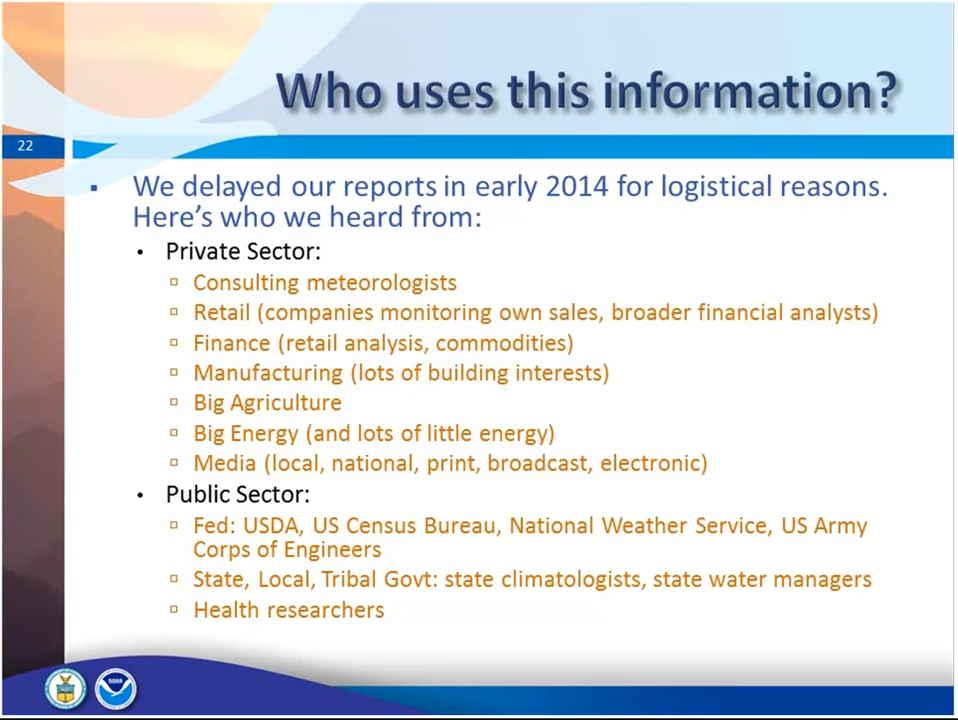 Who uses this information?
22
▪ We delayed our reports in early 2014 for logistical reasons.
Here's who we heard from:
• Private Sector:
▫ Consulting meteorologists
▫ Retail (companies monitoring own sales, broader financial analysts)
▫ Finance (retail analysis, commodities)
▫ Manufacturing (lots of building interests)
▫ Big Agriculture
▫ Big Energy (and lots of little energy)
▫ Media (local, national, print, broadcast, electronic)
• Public Sector:
▫ Fed: USDA, US Census Bureau, National Weather Service, US Army
Corps of Engineers
▫ State, Local, Tribal Govt: state climatologists, state water managers
▫ Health researchers